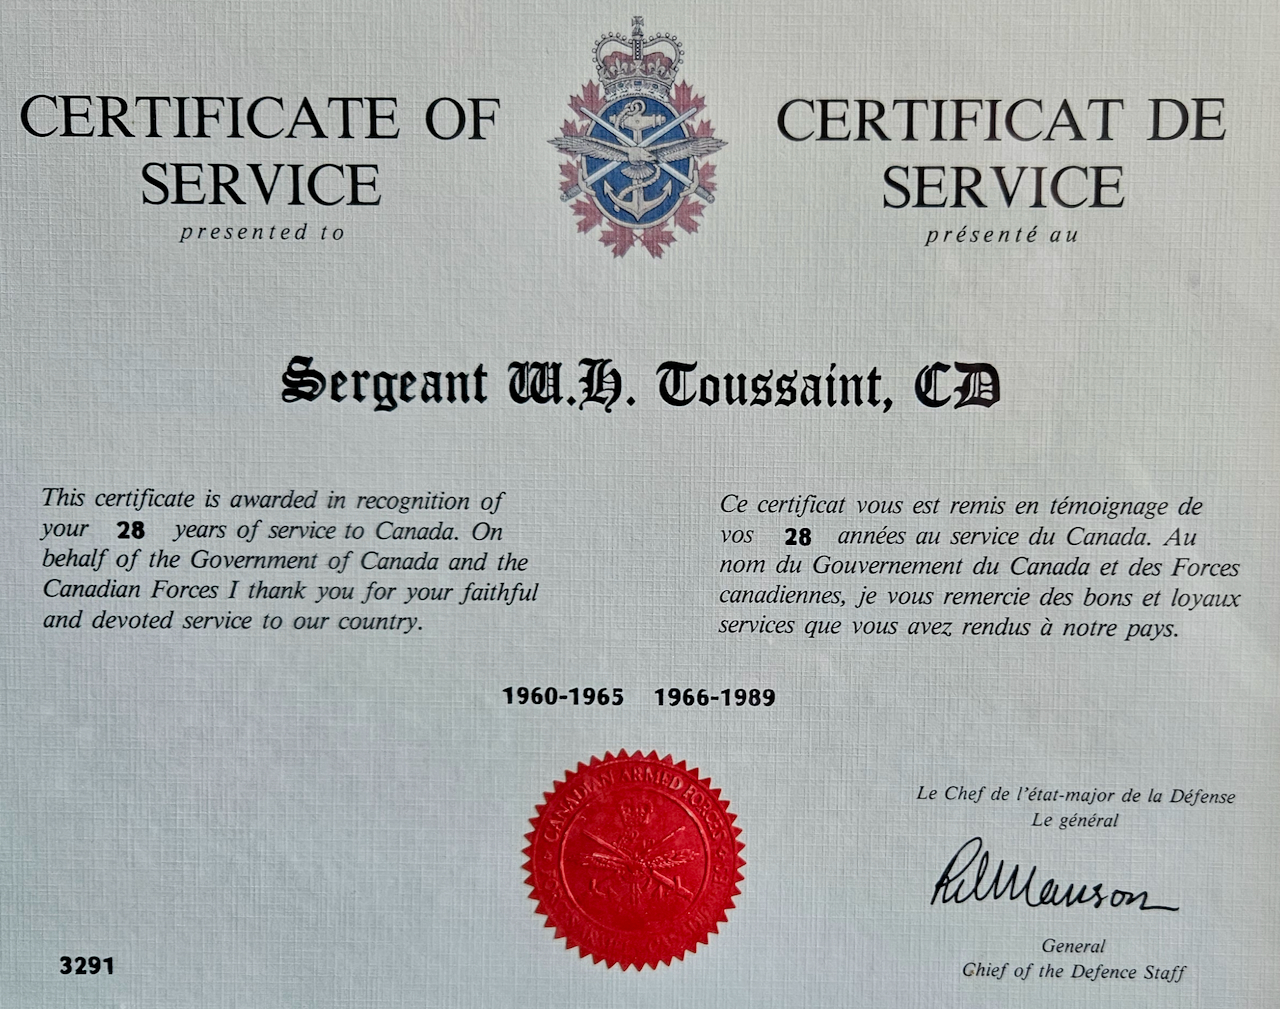 CERTIFICATE OF
SERVICE
presented to
CERTIFICAT DE
SERVICE
présenté au
Sergeant W.H. Toussaint, CD
This certificate is awarded in recognition of
your 28 years of service to Canada. On
behalf of the Government of Canada and the
Canadian Forces I thank you for your faithful
and devoted service to our country.
Ce certificat vous est remis en témoignage de
vos 28 années au service du Canada. Au
nom du Gouvernement du Canada et des Forces
canadiennes, je vous remercie des bons et loyaux
services que vous avez rendus à notre pays.
1960-1965 1966-1989
CANADIAN ARMED FORCES
Le Chef de l'état-major de la Défense
Le général
General
Chief of the Defence Staff
3291